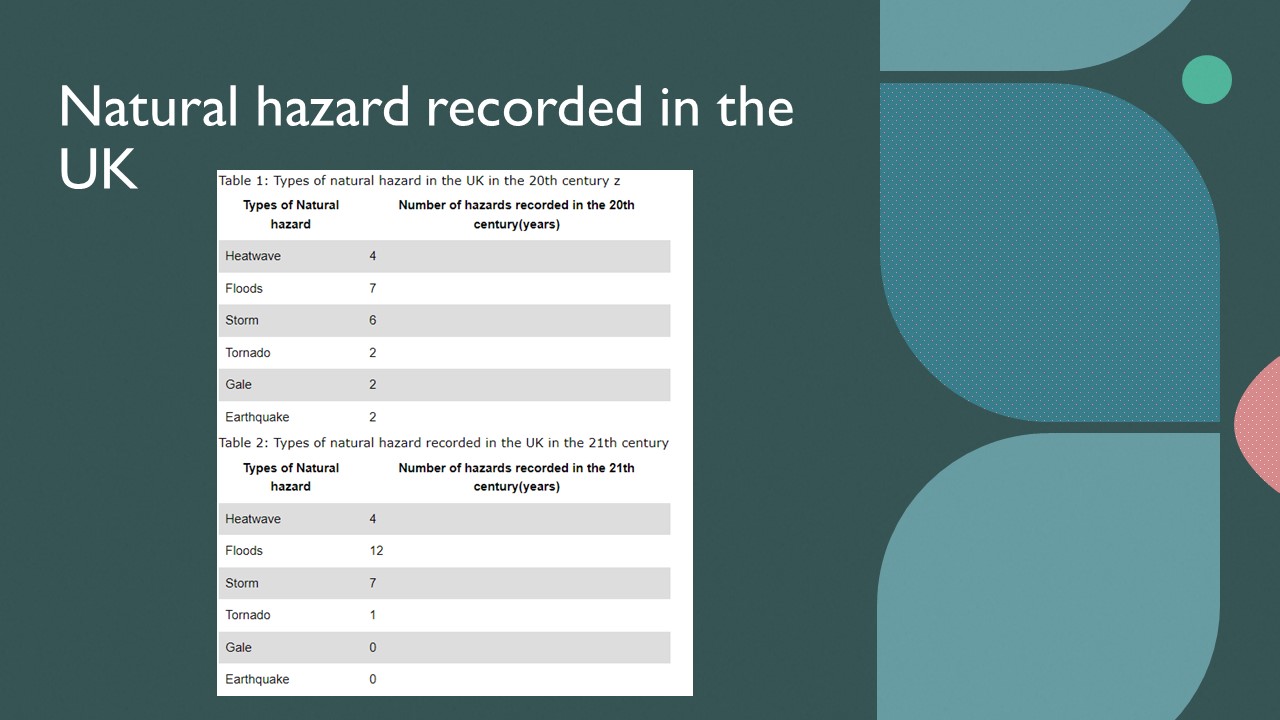 Natural hazard recorded in the
UK
Table 1: Types of natural hazard in the UK in the 20th century z
Types of Natural hazard Number of hazards recorded in the 20th century(years)
Heatwave 4
Floods 7
Storm 6
Tornado 2
Gale 2
Earthquake 2
Table 2: Types of natural hazard recorded in the UK in the 21th century
Types of Natural hazard Number of hazards recorded in the 21th century(years)
Heatwave 4
Floods 12
Storm 7
Tornado 1
Gale 0
Earthquake 0